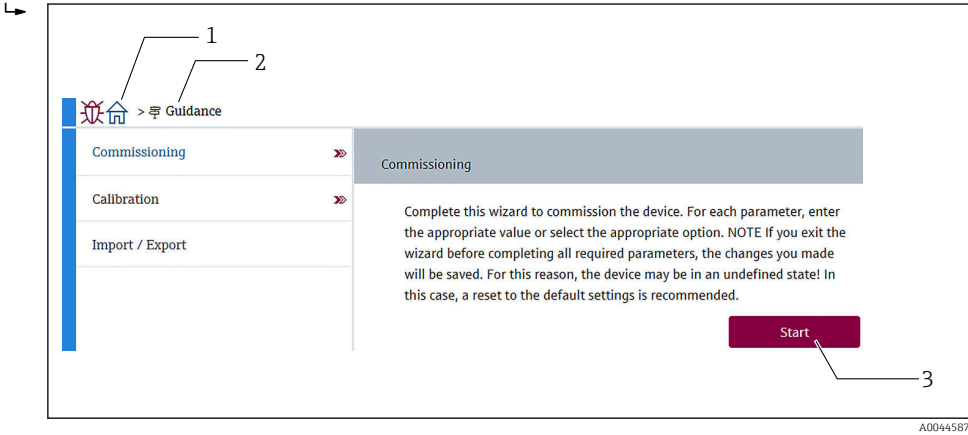 1
2
> Guidance
Commissioning
Calibration
Import / Export
Commissioning
Complete this wizard to commission the device. For each parameter, enter
the appropriate value or select the appropriate option. NOTE If you exit the
wizard before completing all required parameters, the changes you made
will be saved. For this reason, the device may be in an undefined state! In
this case, a reset to the default settings is recommended.
Start
3
A0044587